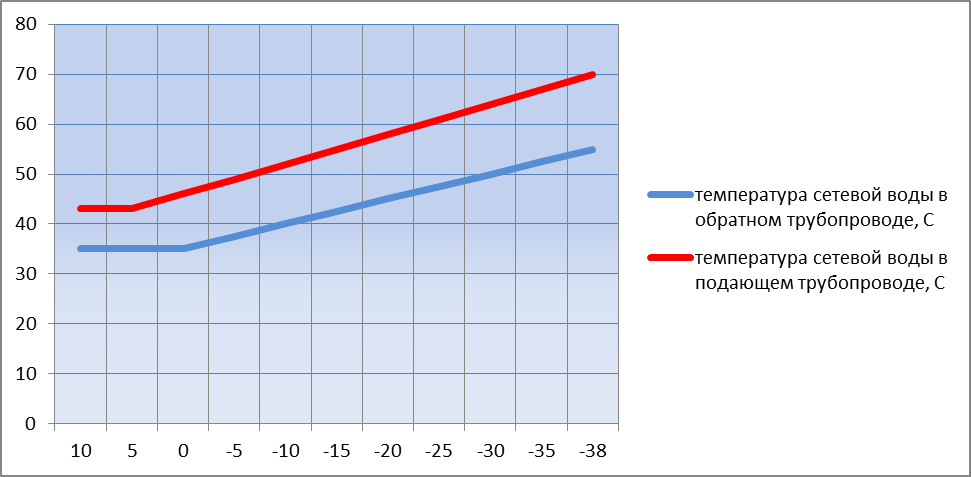 80
70
60
50
40
30
20
10
0
10 5 0 -5 -10 -15 -20 -25 -30 -35 -38
температура сетевой воды в
обратном трубопроводе, С
температура сетевой воды в
подающем трубопроводе, С